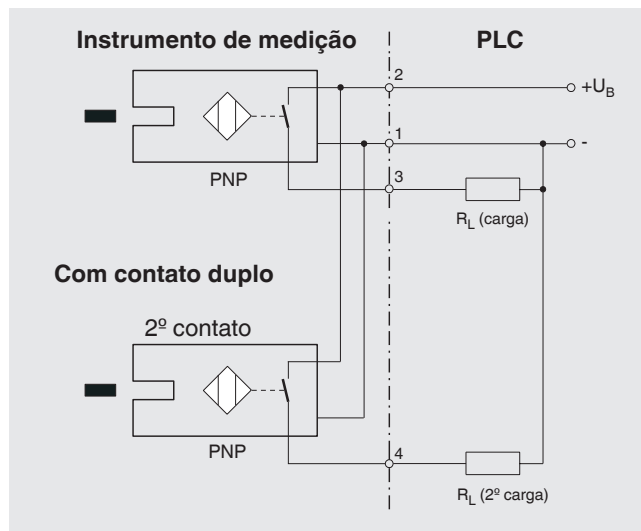 Instrumento de medição
PLC
2
+U_B
1
-
PNP
3
R_L (carga)
Com contato duplo
2º contato
PNP
4
R_L (2º carga)